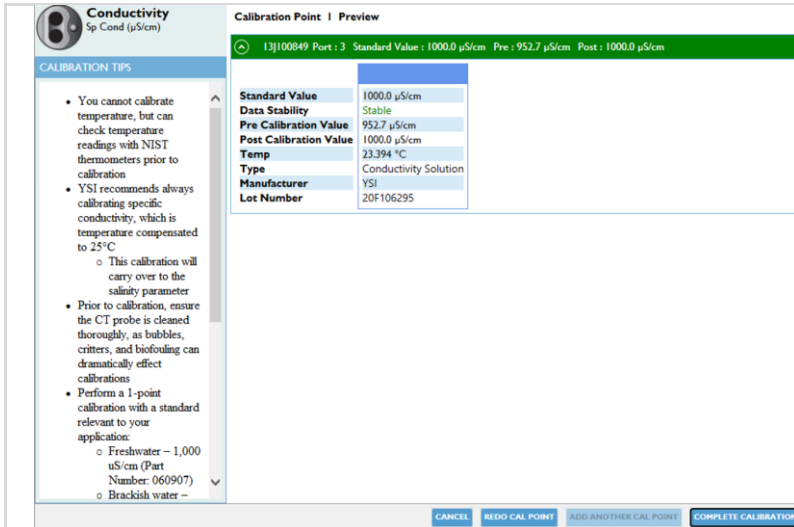 Conductivity
Sp Cond (µS/cm)
CALIBRATION TIPS
• You cannot calibrate
temperature, but can
check temperature
readings with NIST
thermometers prior to
calibration
• YSI recommends always
calibrating specific
conductivity, which is
temperature compensated
to 25°C
o This calibration will
carry over to the
salinity parameter
• Prior to calibration, ensure
the CT probe is cleaned
thoroughly, as bubbles,
critters, and biofouling can
dramatically effect
calibrations
• Perform a 1-point
calibration with a standard
relevant to your
application:
o Freshwater – 1,000
uS/cm (Part
Number: 060907)
o Brackish water –
Calibration Point | Preview
13J100849 Port : 3 Standard Value : 1000.0 µS/cm Pre : 952.7 µS/cm Post : 1000.0 µS/cm
Standard Value 1000.0 µS/cm
Data Stability Stable
Pre Calibration Value 952.7 µS/cm
Post Calibration Value 1000.0 µS/cm
Temp 23.394 °C
Type Conductivity Solution
Manufacturer YSI
Lot Number 20F106295
CANCEL REDO CAL POINT ADD ANOTHER CAL POINT COMPLETE CALIBRATION